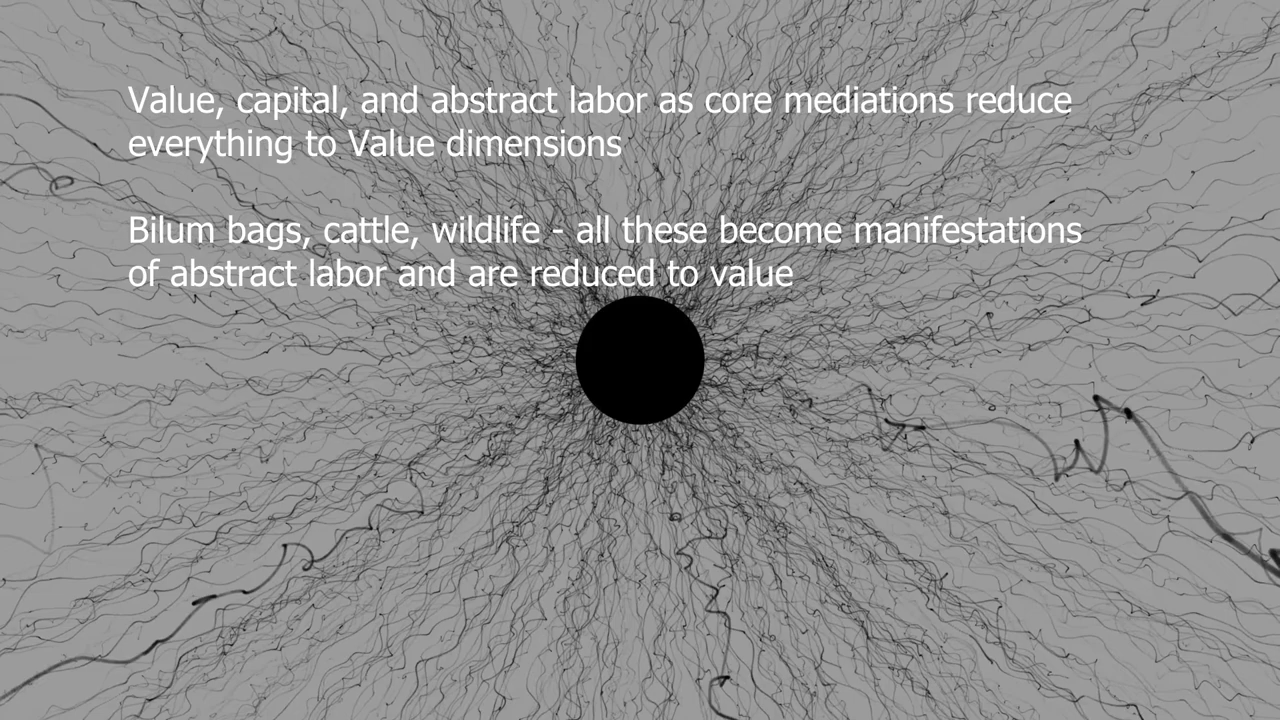 Value, capital, and abstract labor as core mediations reduce
everything to Value dimensions
Bilum bags, cattle, wildlife - all these become manifestations
of abstract labor and are reduced to value